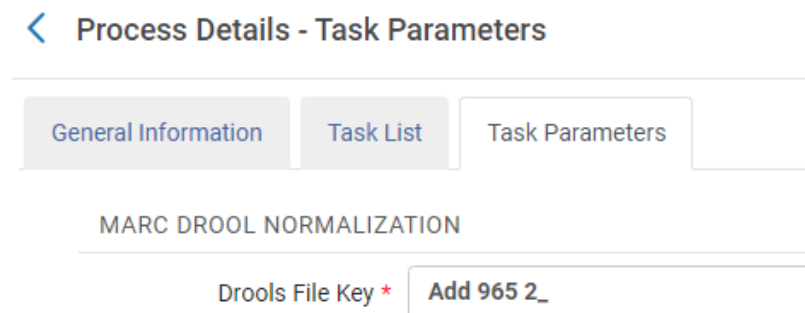 Process Details - Task Parameters
General Information Task List Task Parameters
MARC DROOL NORMALIZATION
Drools File Key * Add 965 2_